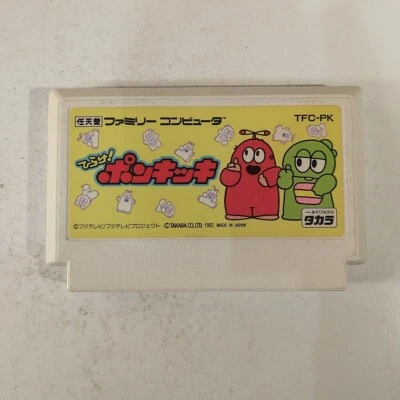 任天堂 ファミリー コンピュータ™
TFC-PK
ひらけ!
ポンキッキ
タカラ
©フジテレビ/フジテレビプロジェクト
©TAKARA CO.,LTD. 1992 MADE IN JAPAN